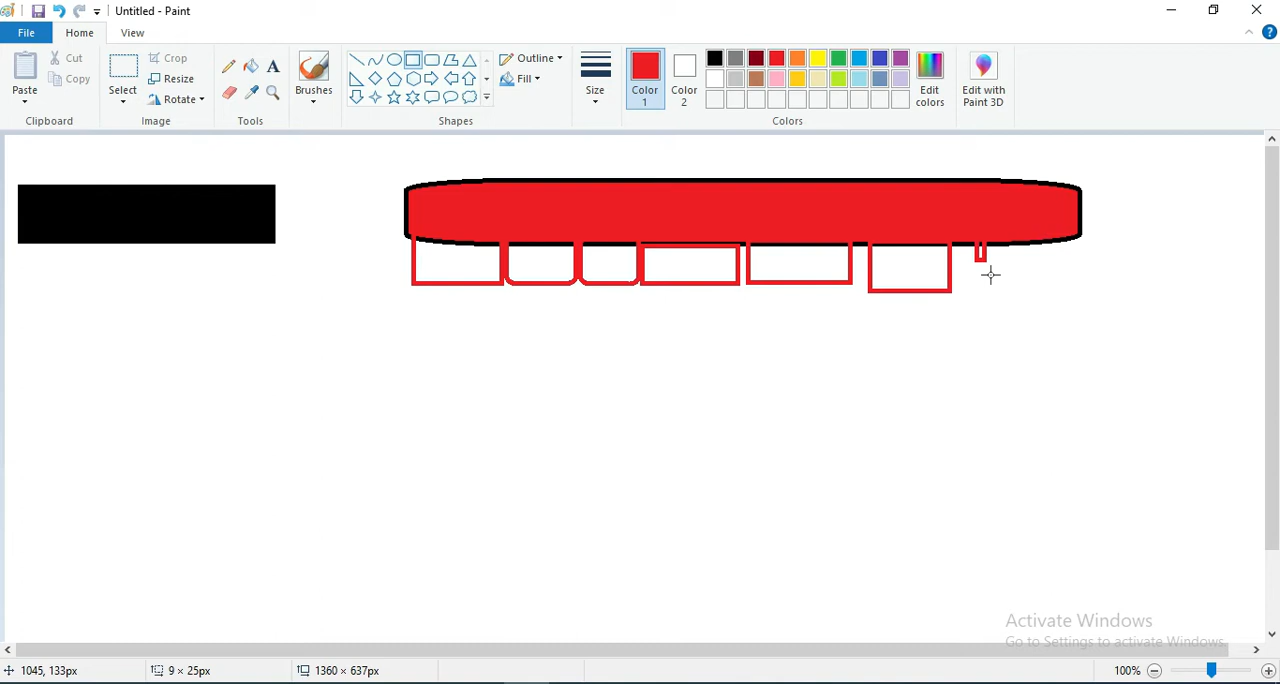 Untitled - Paint
File Home View
Paste
Cut
Copy
Clipboard
Select
Crop
Resize
Rotate
Image
Tools
Brushes
Shapes
Outline
Fill
Size
Color
1
Color
2
Colors
Edit
colors
Edit with
Paint 3D
Activate Windows
Go to Settings to activate Windows.
1045, 133px
9 × 25px
1360 × 637px
100%